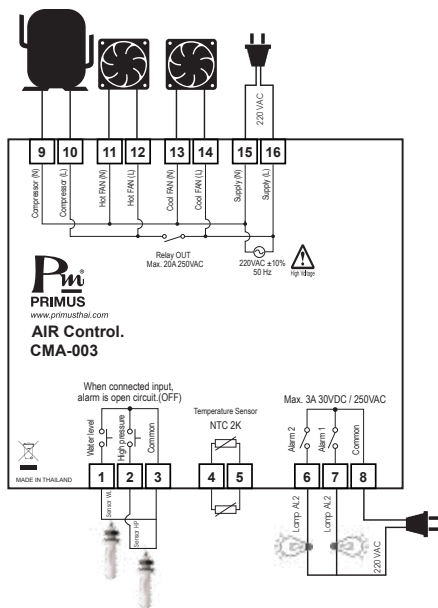 220 VAC
9 10 11 12 13 14 15 16
Compressor (N)
Compressor (L)
Hot FAN (N)
Hot FAN (L)
Cool FAN (N)
Cool FAN (L)
Supply (N)
Supply (L)
Relay OUT
Max. 20A 250VAC
220VAC ±10%
50 Hz
High Voltage
Pm®
PRIMUS
www.primusthai.com
AIR Control.
CMA-003
When connected input,
alarm is open circuit.(OFF)
Water level
High pressure
Common
Temperature Sensor
NTC 2K
Max. 3A 30VDC / 250VAC
Alarm 2
Alarm 1
Common
MADE IN THAILAND
1 2 3 4 5 6 7 8
Sensor WL
Sensor HP
Lamp AL2
Lamp AL2
220 VAC